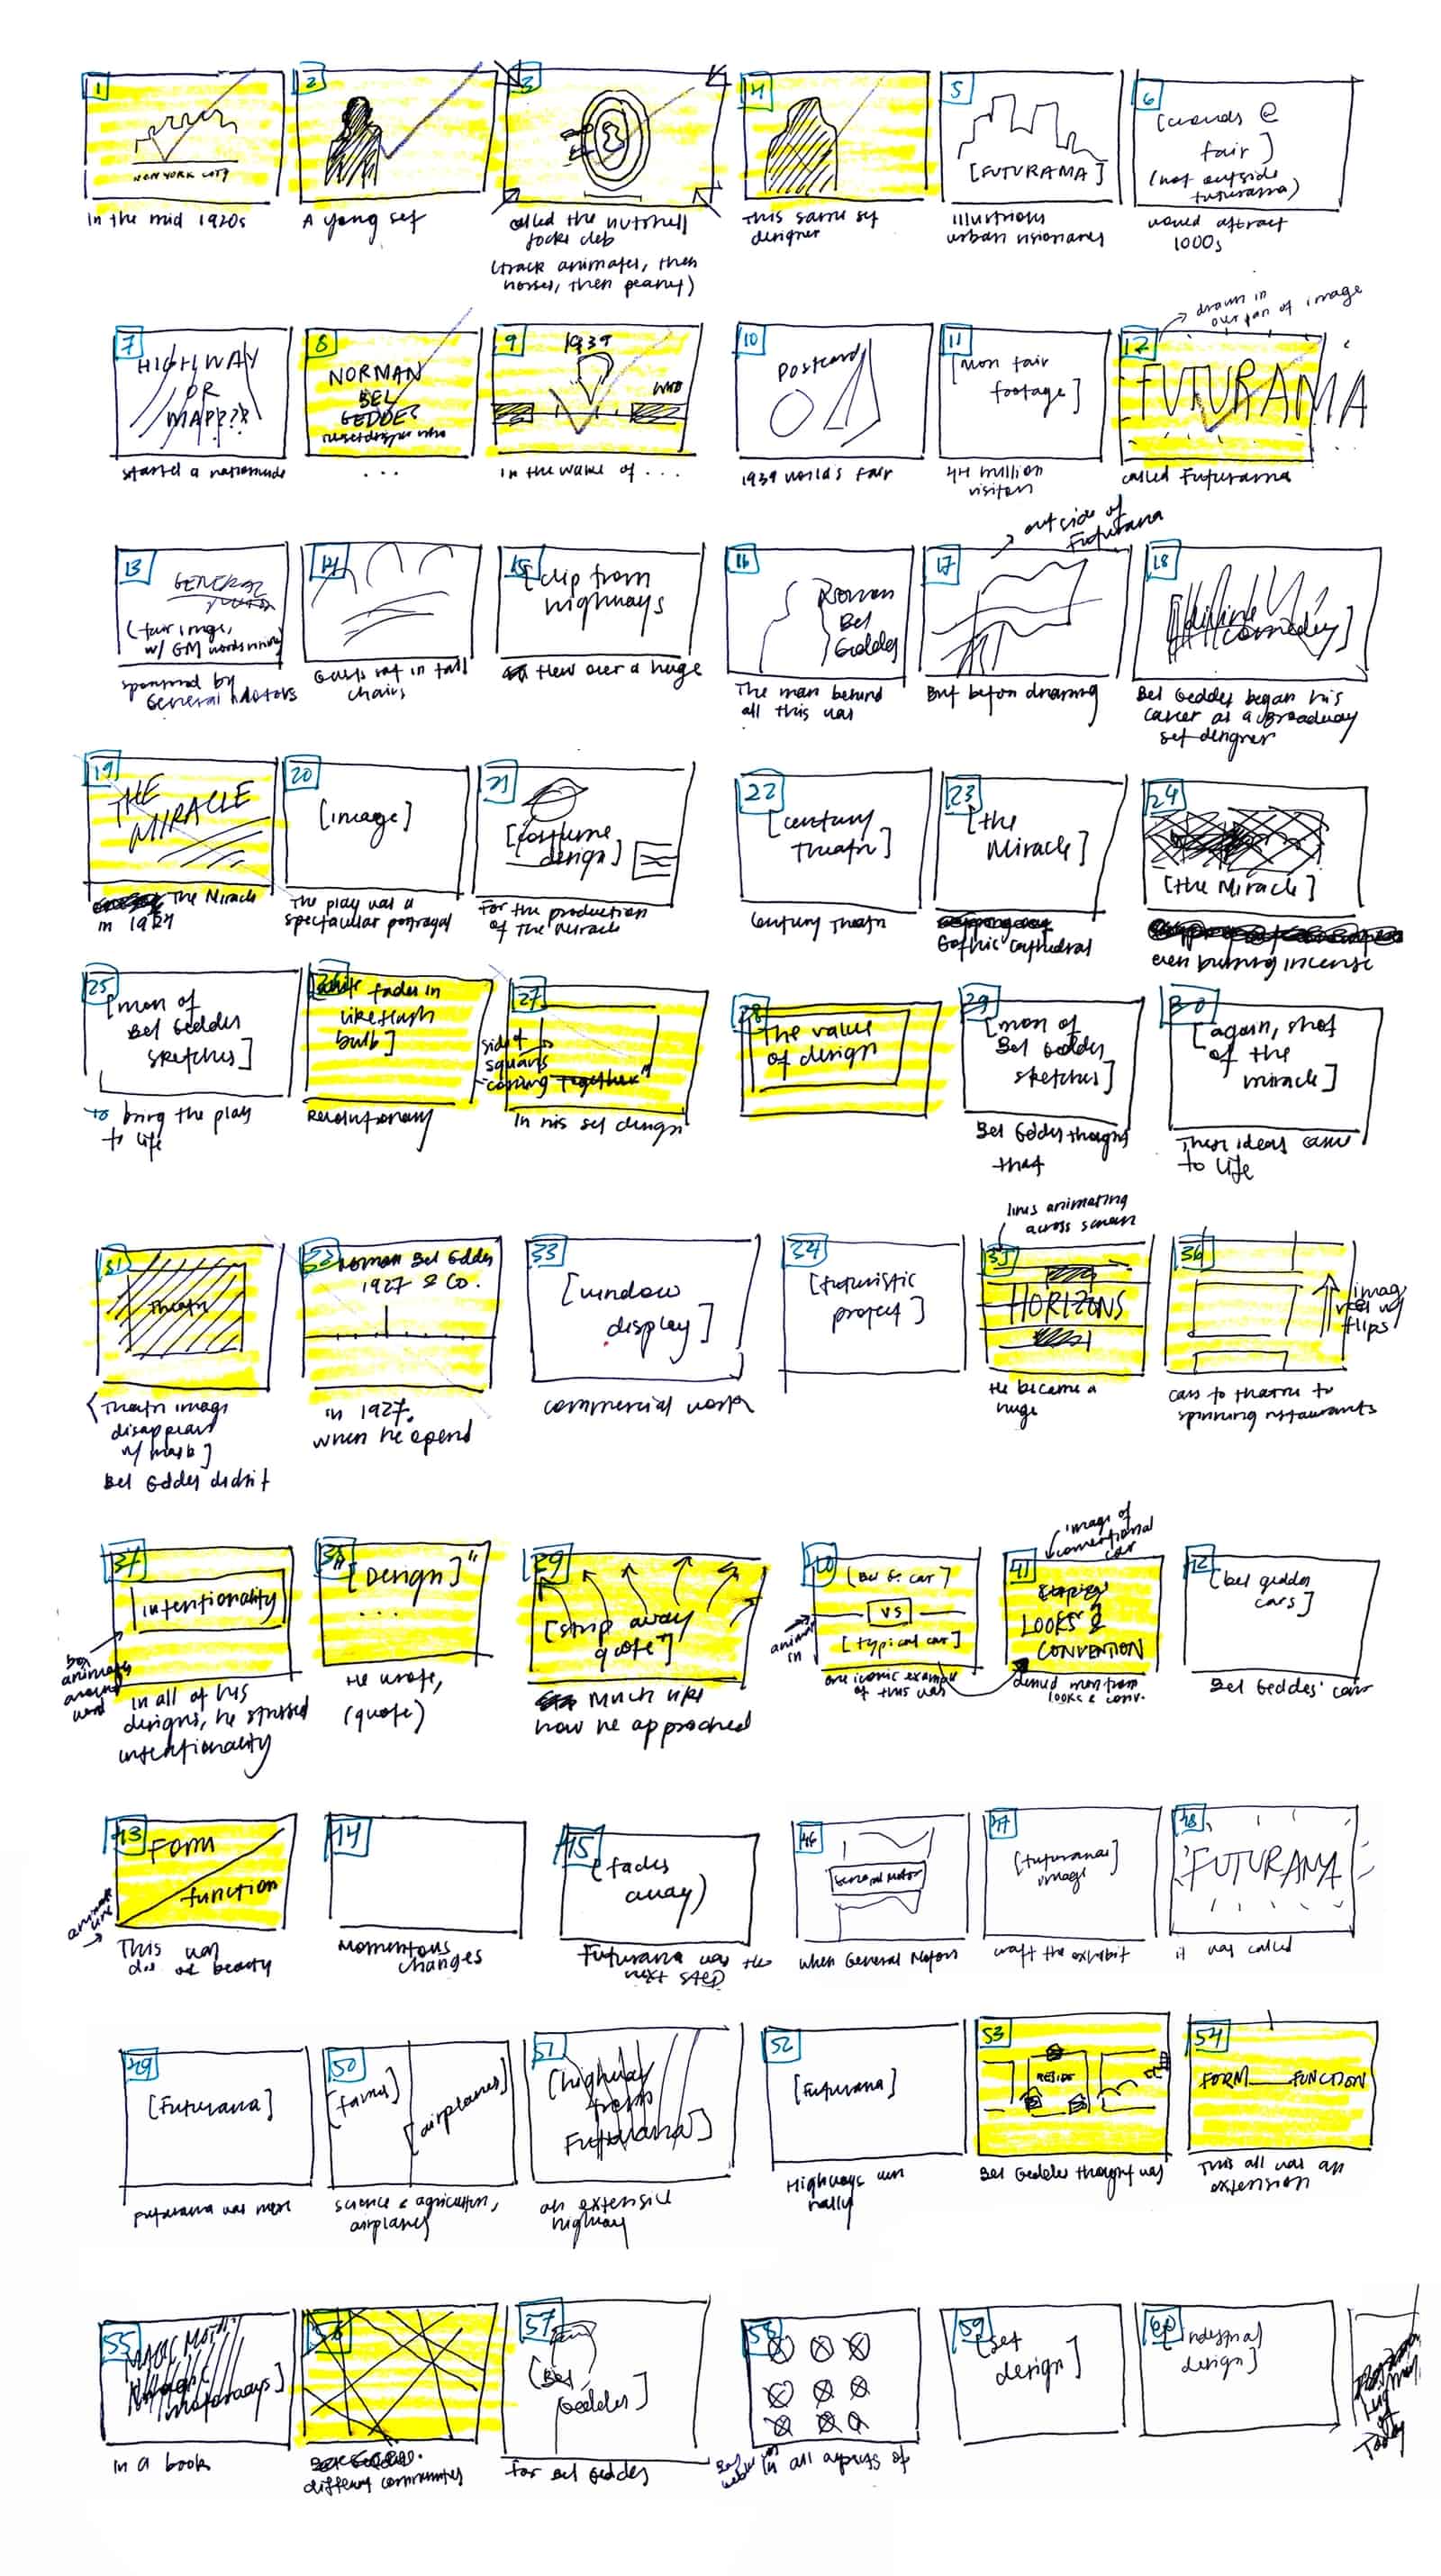 1
NEW YORK CITY
In the mid 1920s
2
A young set
3
called the nutshell
jockey club
(track animates, then
horses, then peanut)
4
This same set
designer
5
[FUTURAMA]
Illustrious
urban visionaries
6
[crowds @
fair]
(not outside
futurama)
would attract
1000s
7
HIGHWAY
OR
MAP???
started a nationwide
8
NORMAN
BEL
GEDDES
...
9
1939
WWII
in the wake of ...
10
Postcard
1939 world's fair
11
[mon fair
footage]
44 million
visitors
12
drawn in
over pan of image
FUTURAMA
called Futurama
13
GENERAL
(fair image,
w/ GM words
sponsored by
General Motors
14
Guests sat in tall
chairs
15
[clip from
highways
flew over a huge
16
Norman
Bel
Geddes
The man behind
all this was
17
outside of
Futurama
But before dreaming
18
[divine
comedy]
Bel Geddes began his
career as a Broadway
set designer
19
THE
MIRACLE
The Miracle
in 1924
20
[image]
The play was a
spectacular portrayal
21
[costume
design]
For the production
of The Miracle
22
[century
Theatre]
Century Theatre
23
[the
Miracle]
Gothic Cathedral
24
[the Miracle]
even burning incense
25
[mon of
Bel Geddes
sketches]
to bring the play
to life
26
fades in
like flash
bulb]
Revolutionary
27
side of
squares
"coming together"
In his set design
28
The value
of design
29
[mon of
Bel Geddes
sketches]
Bel Geddes thought
that
30
[again, shot
of the
miracle]
These ideas came
to life
31
Theatre
[Theatre image
disappears
w/ mask]
Bel Geddes didn't
32
Norman Bel Geddes
1927 & Co.
in 1927,
when he opened
33
[window
display]
commercial work
34
[futuristic
project]
35
lines animating
across screen
HORIZONS
He became a
huge
36
flips
cars to theatre to
spinning restaurants
37
intentionality
box
animates
around
word
In all of his
designs, he stressed
intentionality
38
"[Design]"
...
He wrote,
(quote)
39
[strip away
quote"]
Much like
how he approached
40
[Bel G. car]
VS
[typical car]
animate
in
one iconic example
of this was
41
image of
conventional
car
LOOKS &
CONVENTION
looks & conv.
42
[bel geddes
cars]
Bel Geddes' cars
43
Form
function
animate
line
This was
beauty
44
Momentous
changes
45
(fades
away)
Futurama was the
next step
46
General Motors
when General Motors
47
[futurama
image]
craft the exhibit
48
FUTURAMA
it was called
49
[Futurama]
Futurama was more
50
[farms]
[airplanes]
science & agriculture,
airplanes
51
[highway
from
Futurama]
an extensive
highway
52
[Futurama]
Highways were
really
53
Bel Geddes thought was
54
FORM — FUNCTION
This all was an
extension
55
MAGIC MOTORWAYS
motorways]
In a book
56
different communities
57
[Bel
Geddes]
for Bel Geddes
58
in all aspects of
59
[set
design]
60
[industrial
design]
of
Today